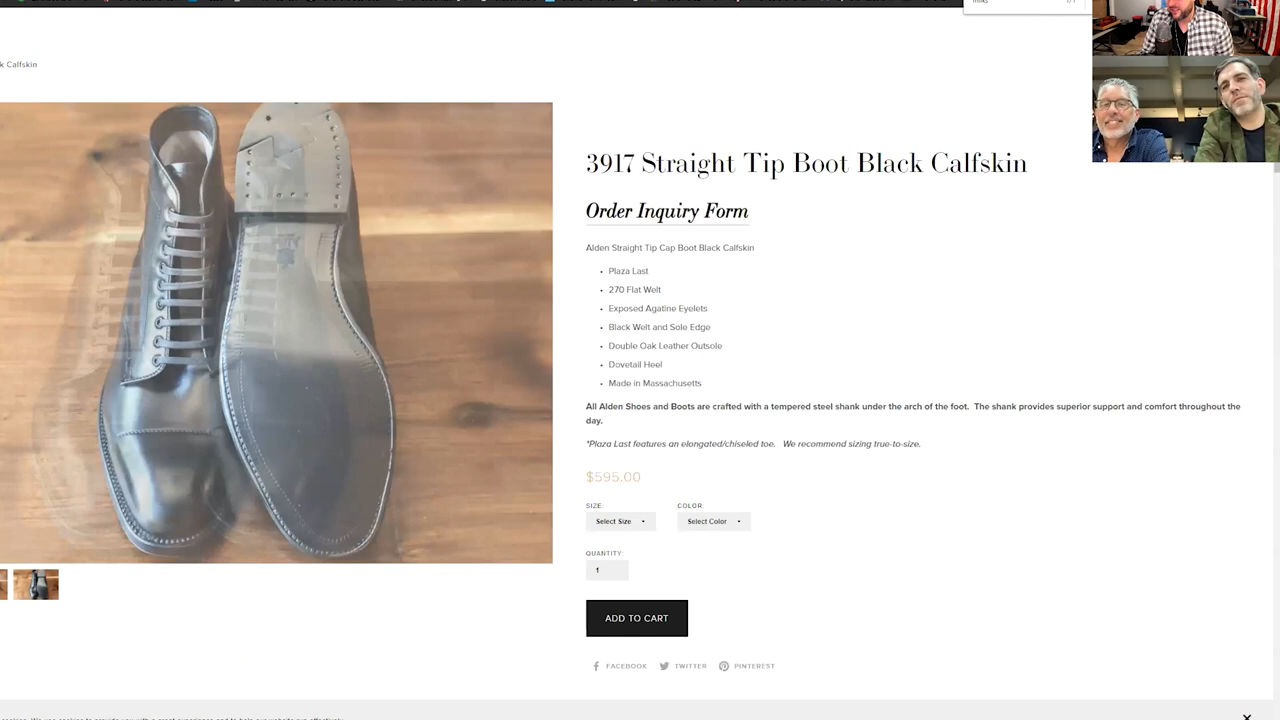 k Calfskin
3917 Straight Tip Boot Black Calfskin
Order Inquiry Form
Alden Straight Tip Cap Boot Black Calfskin
• Plaza Last
• 270 Flat Welt
• Exposed Agatine Eyelets
• Black Welt and Sole Edge
• Double Oak Leather Outsole
• Dovetail Heel
• Made in Massachusetts
All Alden Shoes and Boots are crafted with a tempered steel shank under the arch of the foot. The shank provides superior support and comfort throughout the
day.
*Plaza Last features an elongated/chiseled toe. We recommend sizing true-to-size.
$595.00
SIZE: COLOR:
Select Size Select Color
QUANTITY:
1
ADD TO CART
FACEBOOK TWITTER PINTEREST